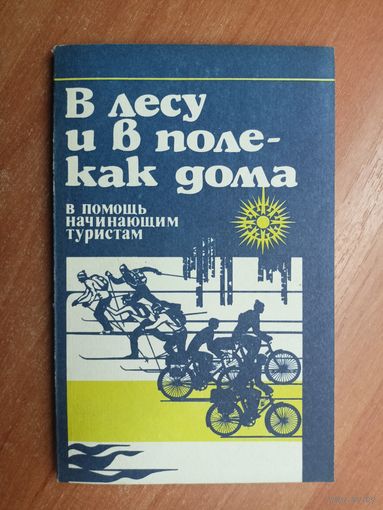 В лесу
и в поле-
как дома
в помощь
начинающим
туристам